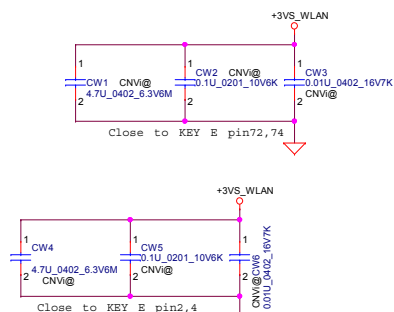 +3VS_WLAN
1 1 1
CW1 CNVi@ CW2 CNVi@ CW3
4.7U_0402_6.3V6M 0.1U_0201_10V6K 0.01U_0402_16V7K
2 2 2 CNVi@
Close to KEY E pin72,74
+3VS_WLAN
1 1 1
CW4 CW5 CNVi@CW6
4.7U_0402_6.3V6M 0.1U_0201_10V6K 0.01U_0402_16V7K
2 CNVi@ 2 CNVi@ 2
Close to KEY E pin2,4